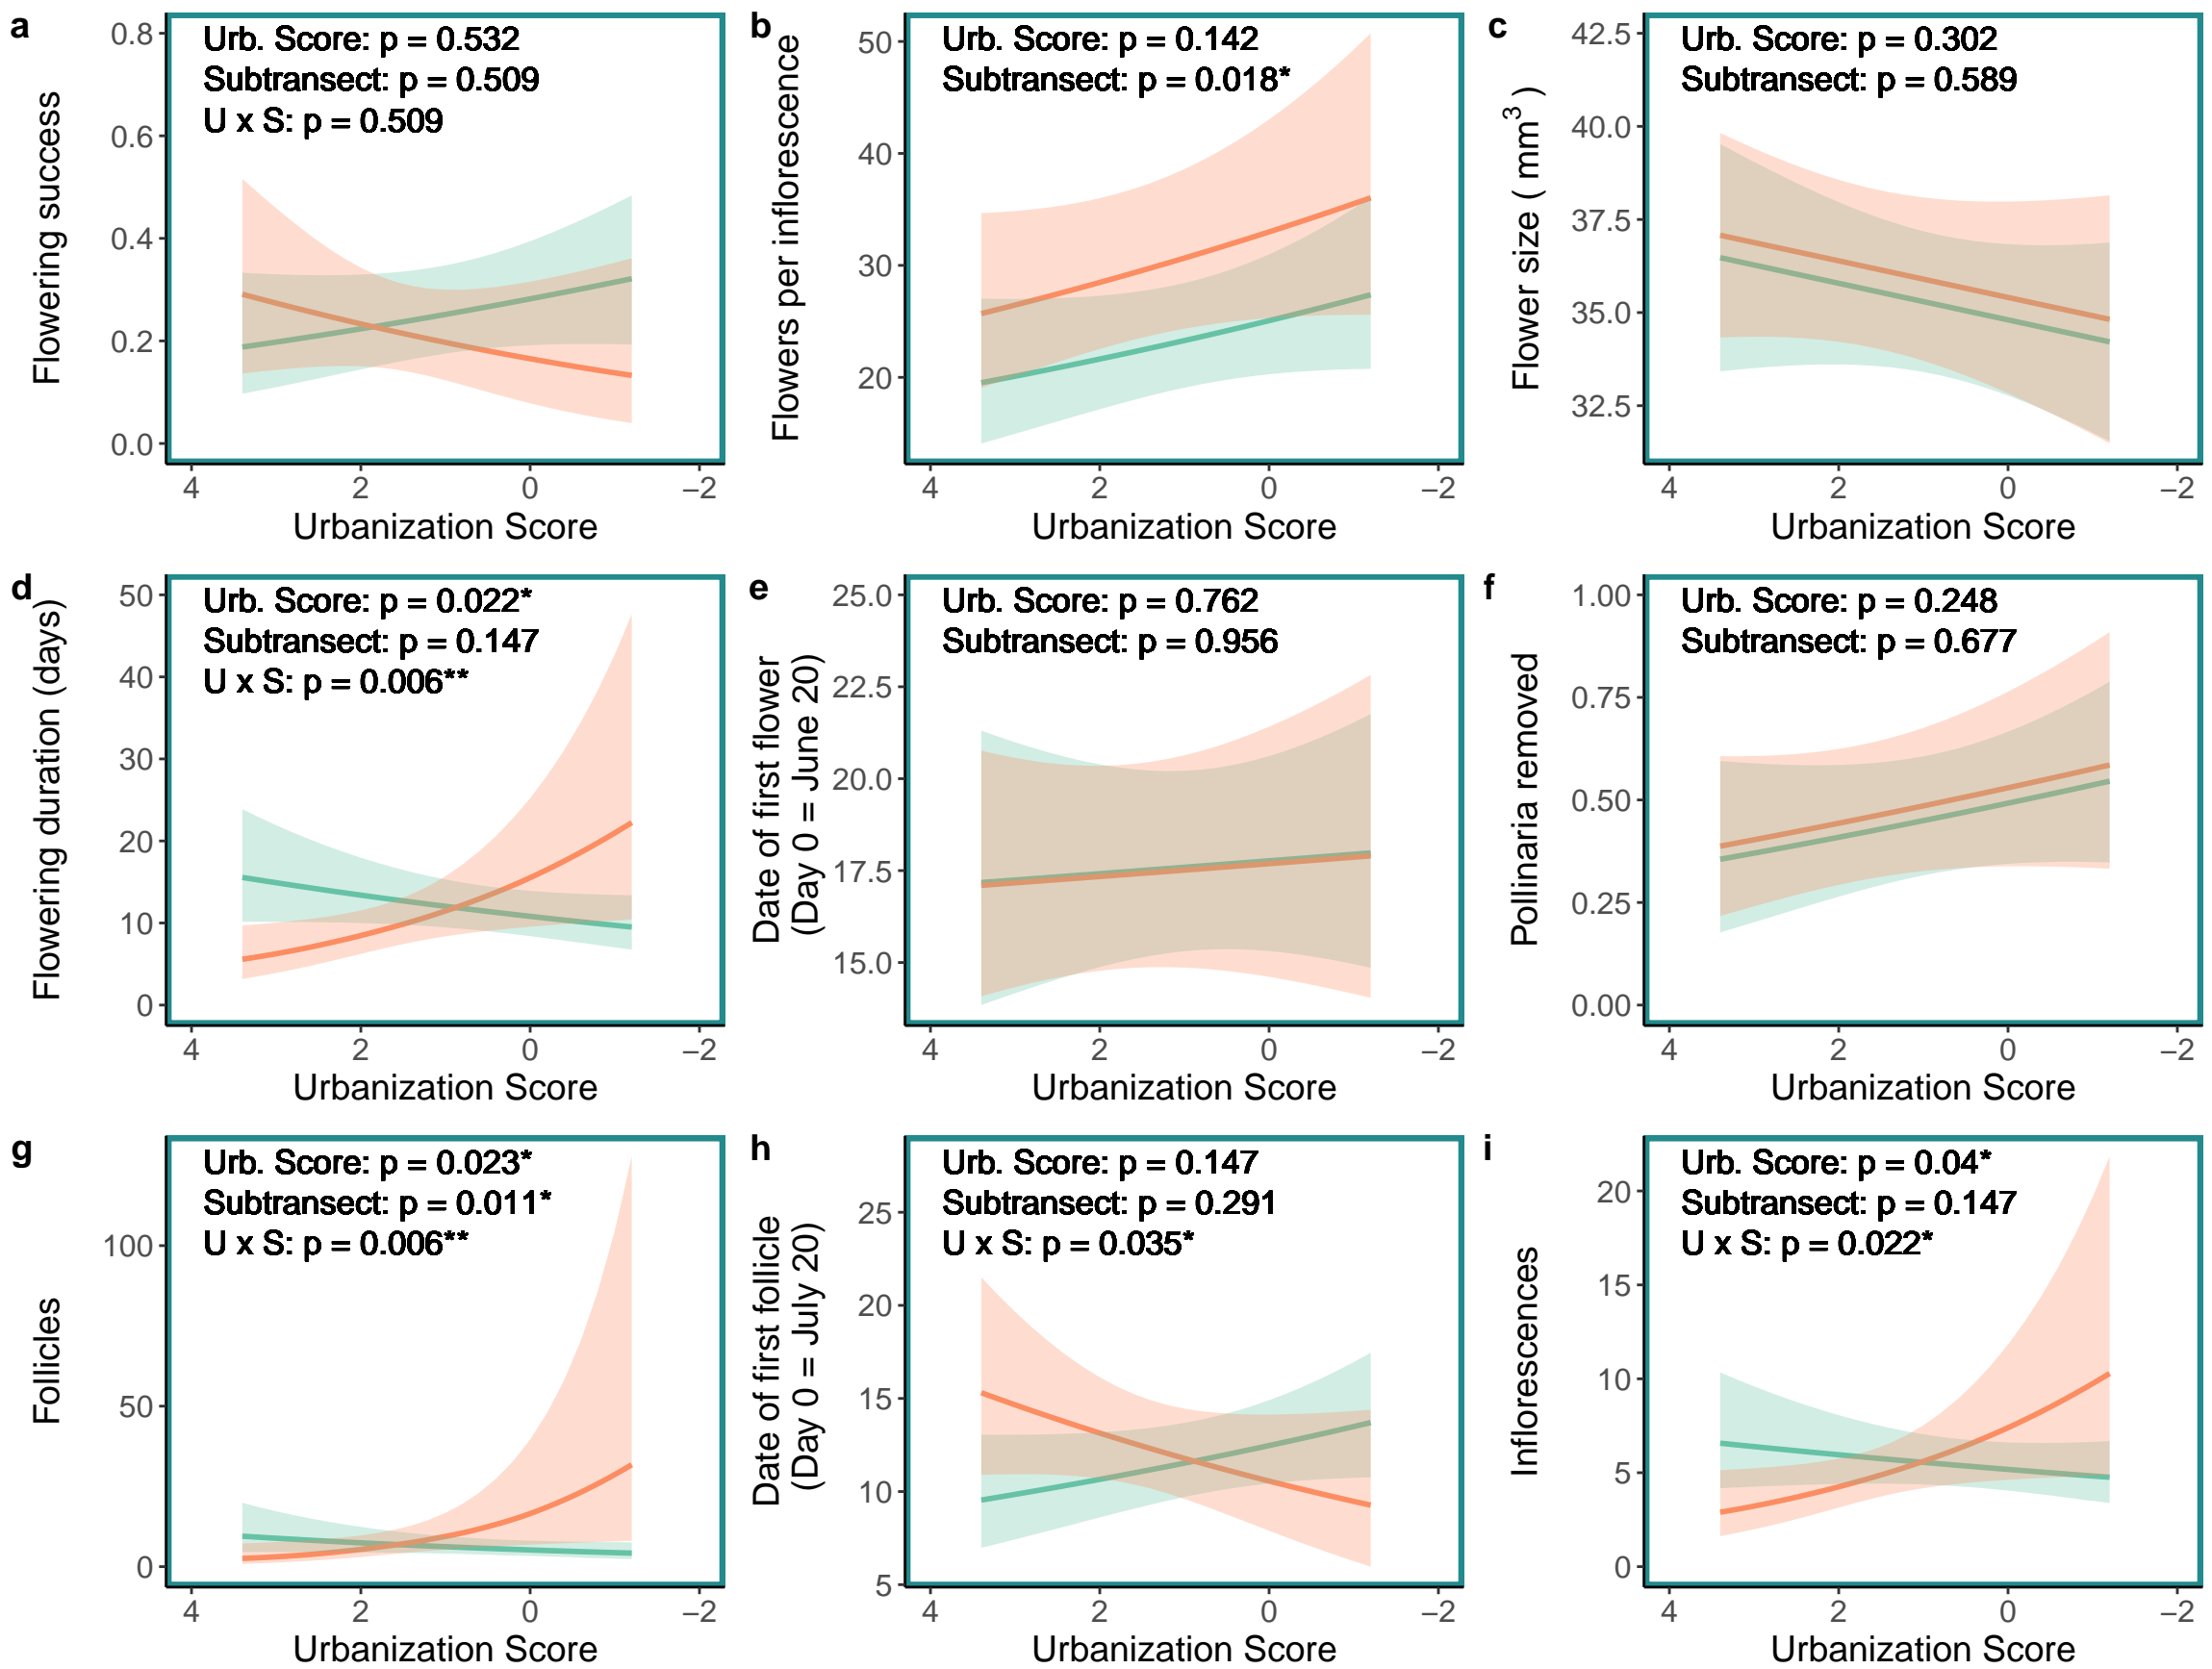 a
Urb. Score: p = 0.532
Subtransect: p = 0.509
U x S: p = 0.509
0.8
0.6
0.4
0.2
0.0
Flowering success
4
2
0
−2
Urbanization Score
b
Urb. Score: p = 0.142
Subtransect: p = 0.018*
50
40
30
20
Flowers per inflorescence
4
2
0
−2
Urbanization Score
c
Urb. Score: p = 0.302
Subtransect: p = 0.589
42.5
40.0
37.5
35.0
32.5
Flower size ( mm³ )
4
2
0
−2
Urbanization Score
d
Urb. Score: p = 0.022*
Subtransect: p = 0.147
U x S: p = 0.006**
50
40
30
20
10
0
Flowering duration (days)
4
2
0
−2
Urbanization Score
e
Urb. Score: p = 0.762
Subtransect: p = 0.956
25.0
22.5
20.0
17.5
15.0
Date of first flower
(Day 0 = June 20)
4
2
0
−2
Urbanization Score
f
Urb. Score: p = 0.248
Subtransect: p = 0.677
1.00
0.75
0.50
0.25
0.00
Pollinaria removed
4
2
0
−2
Urbanization Score
g
Urb. Score: p = 0.023*
Subtransect: p = 0.011*
U x S: p = 0.006**
100
50
0
Follicles
4
2
0
−2
Urbanization Score
h
Urb. Score: p = 0.147
Subtransect: p = 0.291
U x S: p = 0.035*
25
20
15
10
5
Date of first follicle
(Day 0 = July 20)
4
2
0
−2
Urbanization Score
i
Urb. Score: p = 0.04*
Subtransect: p = 0.147
U x S: p = 0.022*
20
15
10
5
0
Inflorescences
4
2
0
−2
Urbanization Score